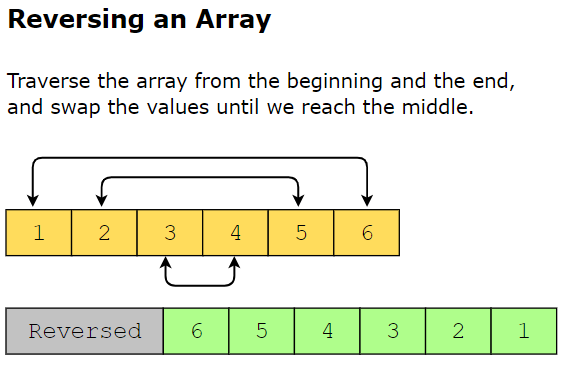 Reversing an Array
Traverse the array from the beginning and the end,
and swap the values until we reach the middle.
1 2 3 4 5 6
Reversed 6 5 4 3 2 1